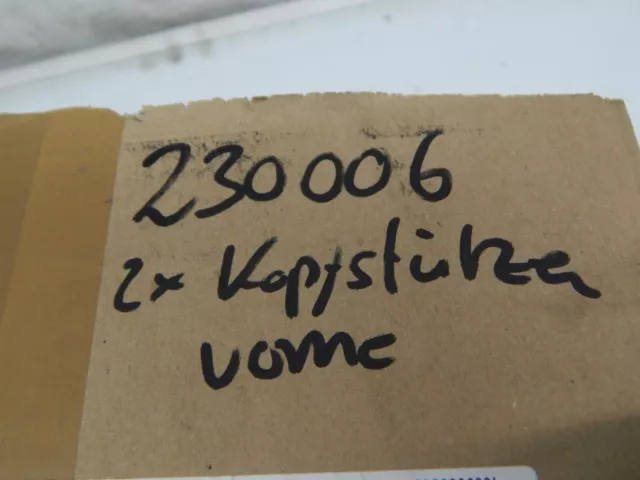 230006
2x Kopfstützen
vorne